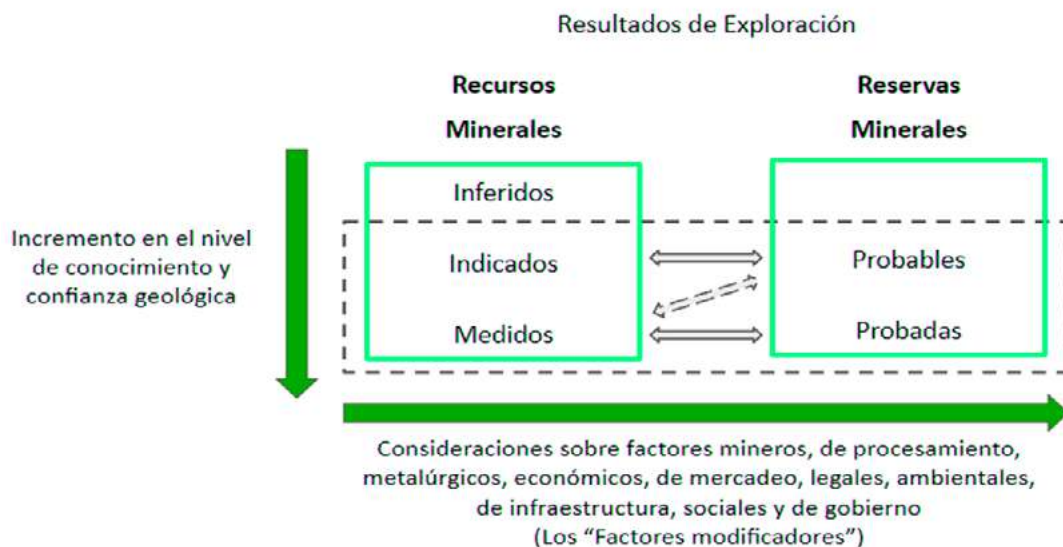 Resultados de Exploración
Recursos
Minerales
Reservas
Minerales
Inferidos
Incremento en el nivel
de conocimiento y
confianza geológica
Indicados
Probables
Medidos
Probadas
Consideraciones sobre factores mineros, de procesamiento,
metalúrgicos, económicos, de mercadeo, legales, ambientales,
de infraestructura, sociales y de gobierno
(Los “Factores modificadores”)